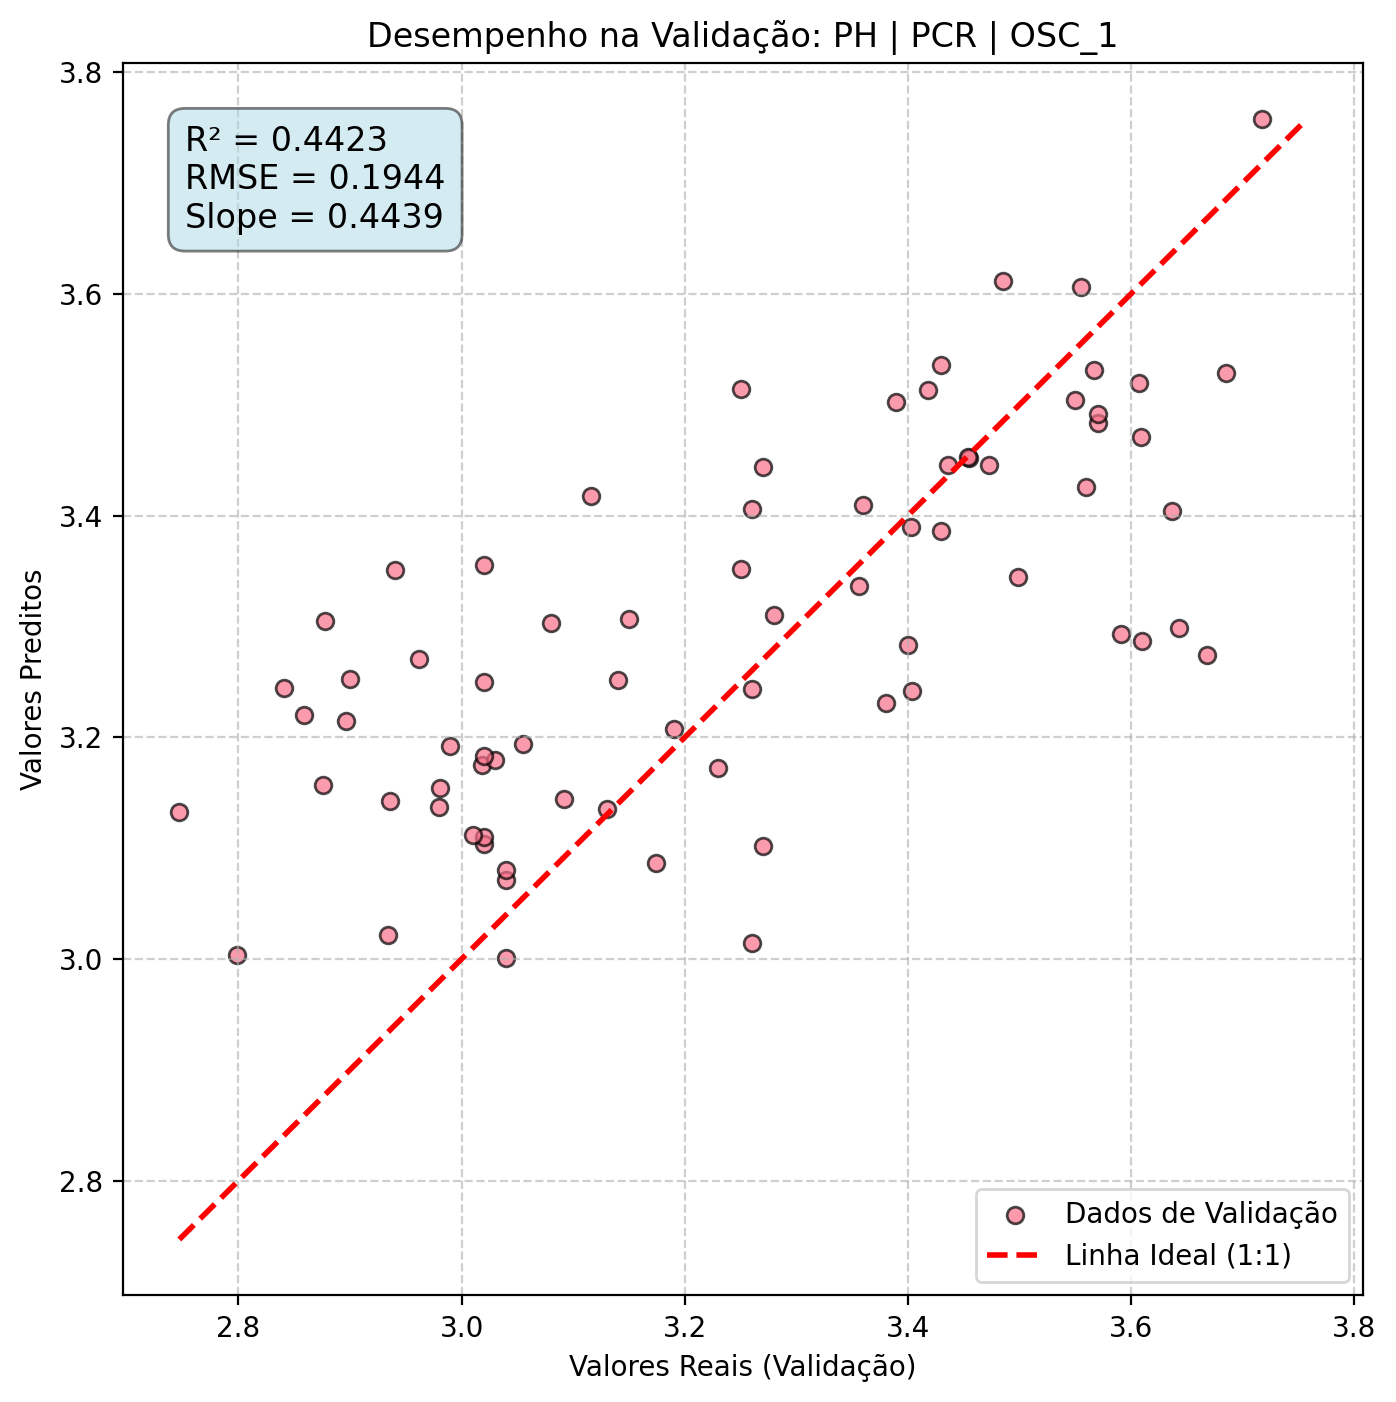 Desempenho na Validação: PH | PCR | OSC_1
R² = 0.4423
RMSE = 0.1944
Slope = 0.4439
3.8
3.6
3.4
3.2
3.0
2.8
Valores Preditos
Dados de Validação
Linha Ideal (1:1)
2.8 3.0 3.2 3.4 3.6 3.8
Valores Reais (Validação)